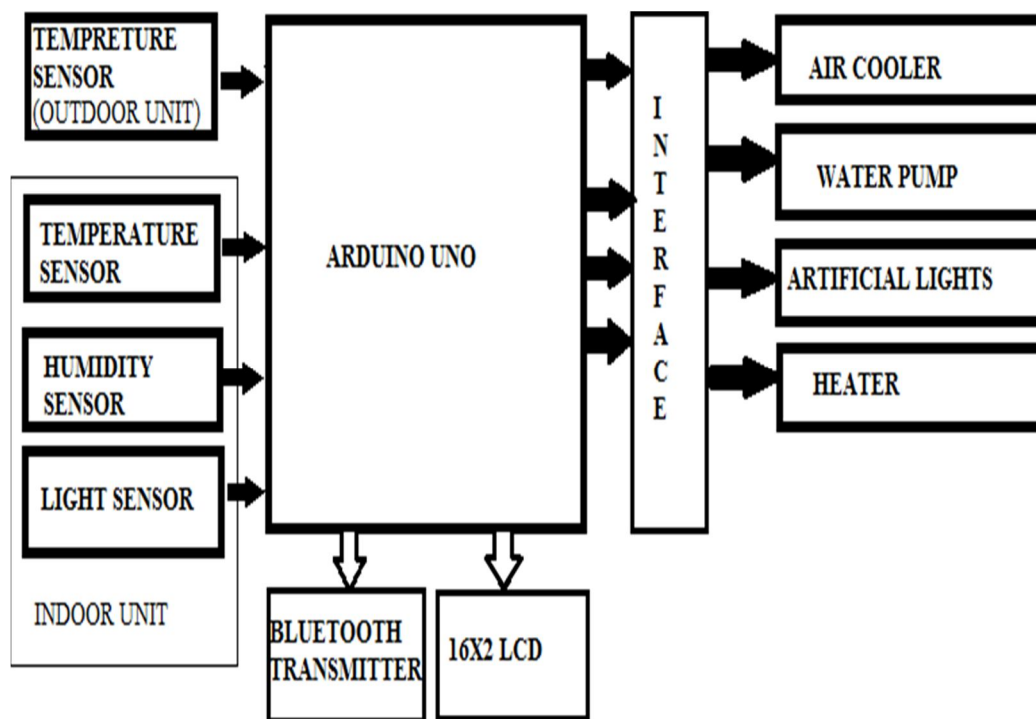 TEMPRETURE
SENSOR
(OUTDOOR UNIT)
TEMPERATURE
SENSOR
HUMIDITY
SENSOR
LIGHT SENSOR
INDOOR UNIT
ARDUINO UNO
BLUETOOTH
TRANSMITTER
16X2 LCD
I
N
T
E
R
F
A
C
E
AIR COOLER
WATER PUMP
ARTIFICIAL LIGHTS
HEATER